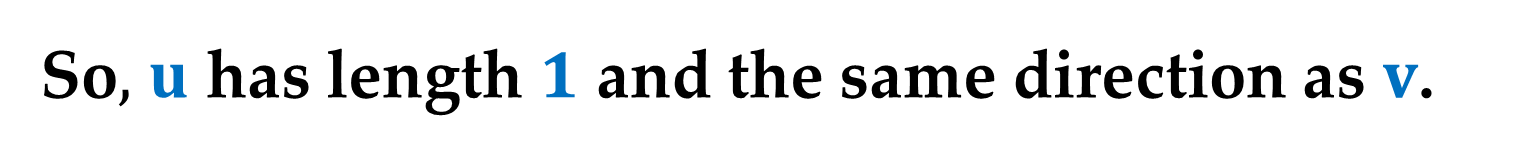 So, u has length 1 and the same direction as v.